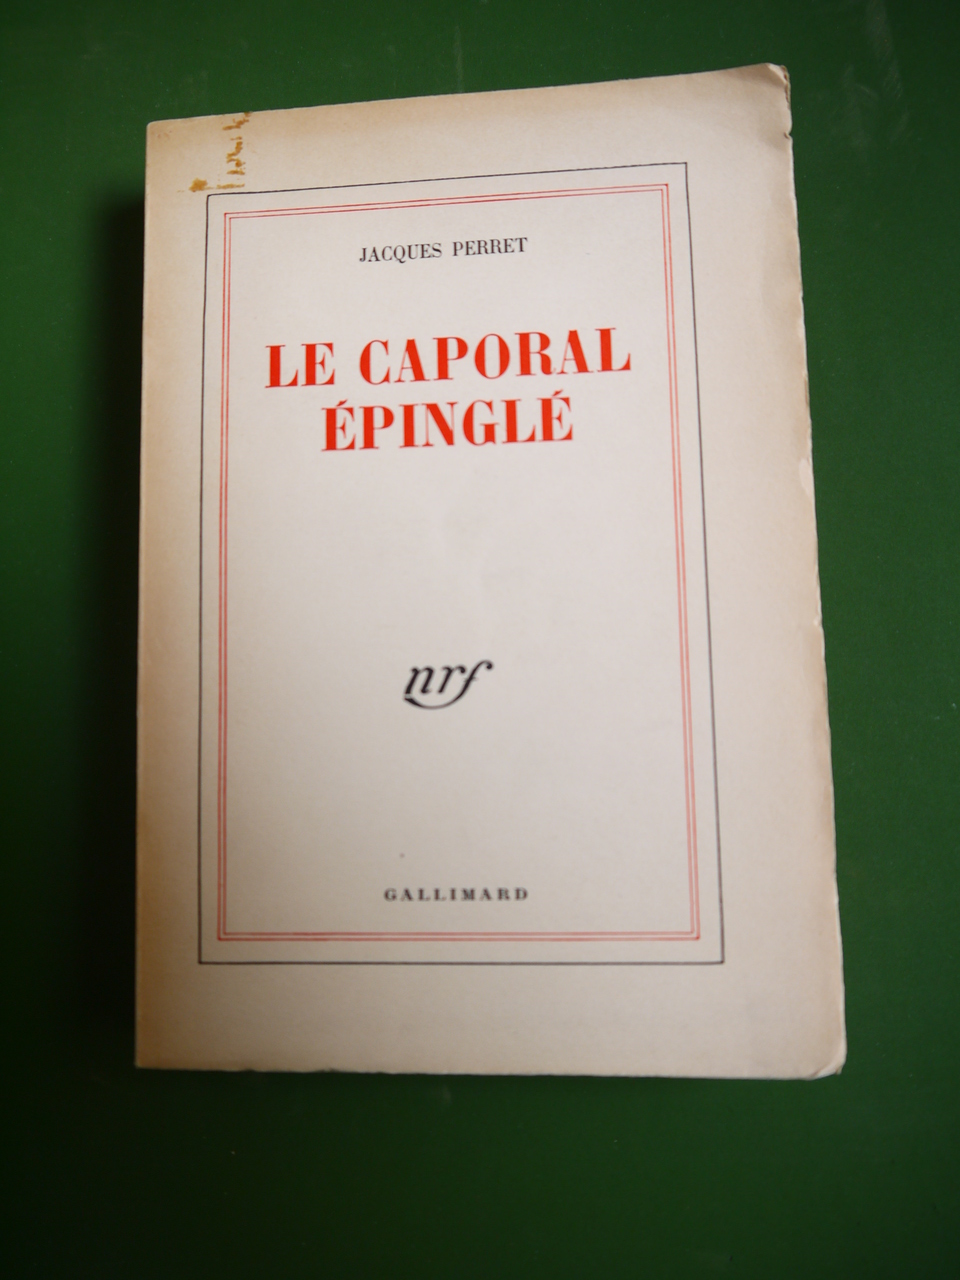 JACQUES PERRET
LE CAPORAL
ÉPINGLÉ
nrf
GALLIMARD